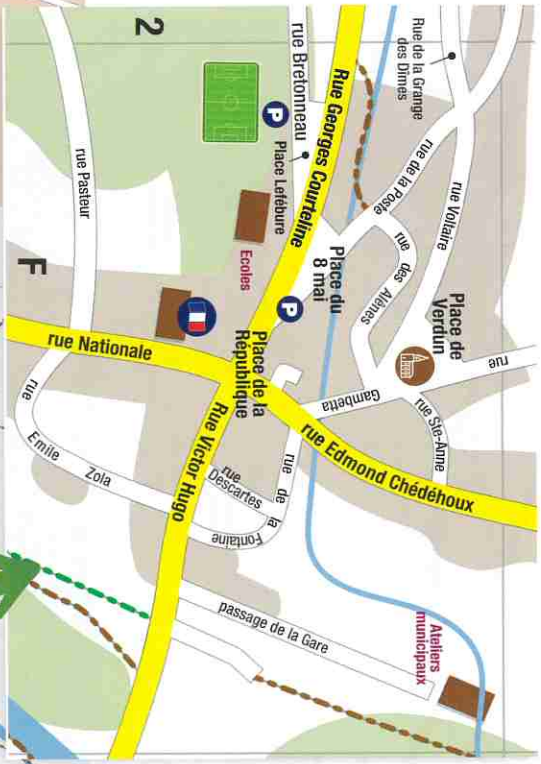 2
F
Rue de la Grange
des Dîmes
rue Bretonneau
Rue Georges Courteline
rue de la Poste
rue Voltaire
Place Lefébure
rue des Alènes
Place du
8 mai
Place de
Verdun
rue
Gambetta
rue Ste-Anne
P
P
Ecoles
rue Pasteur
rue Nationale
Place de la
République
rue Edmond Chédéhoux
Rue Victor Hugo
rue
Descartes
rue de la
Fontaine
rue
Emile Zola
passage de la Gare
Ateliers
municipaux